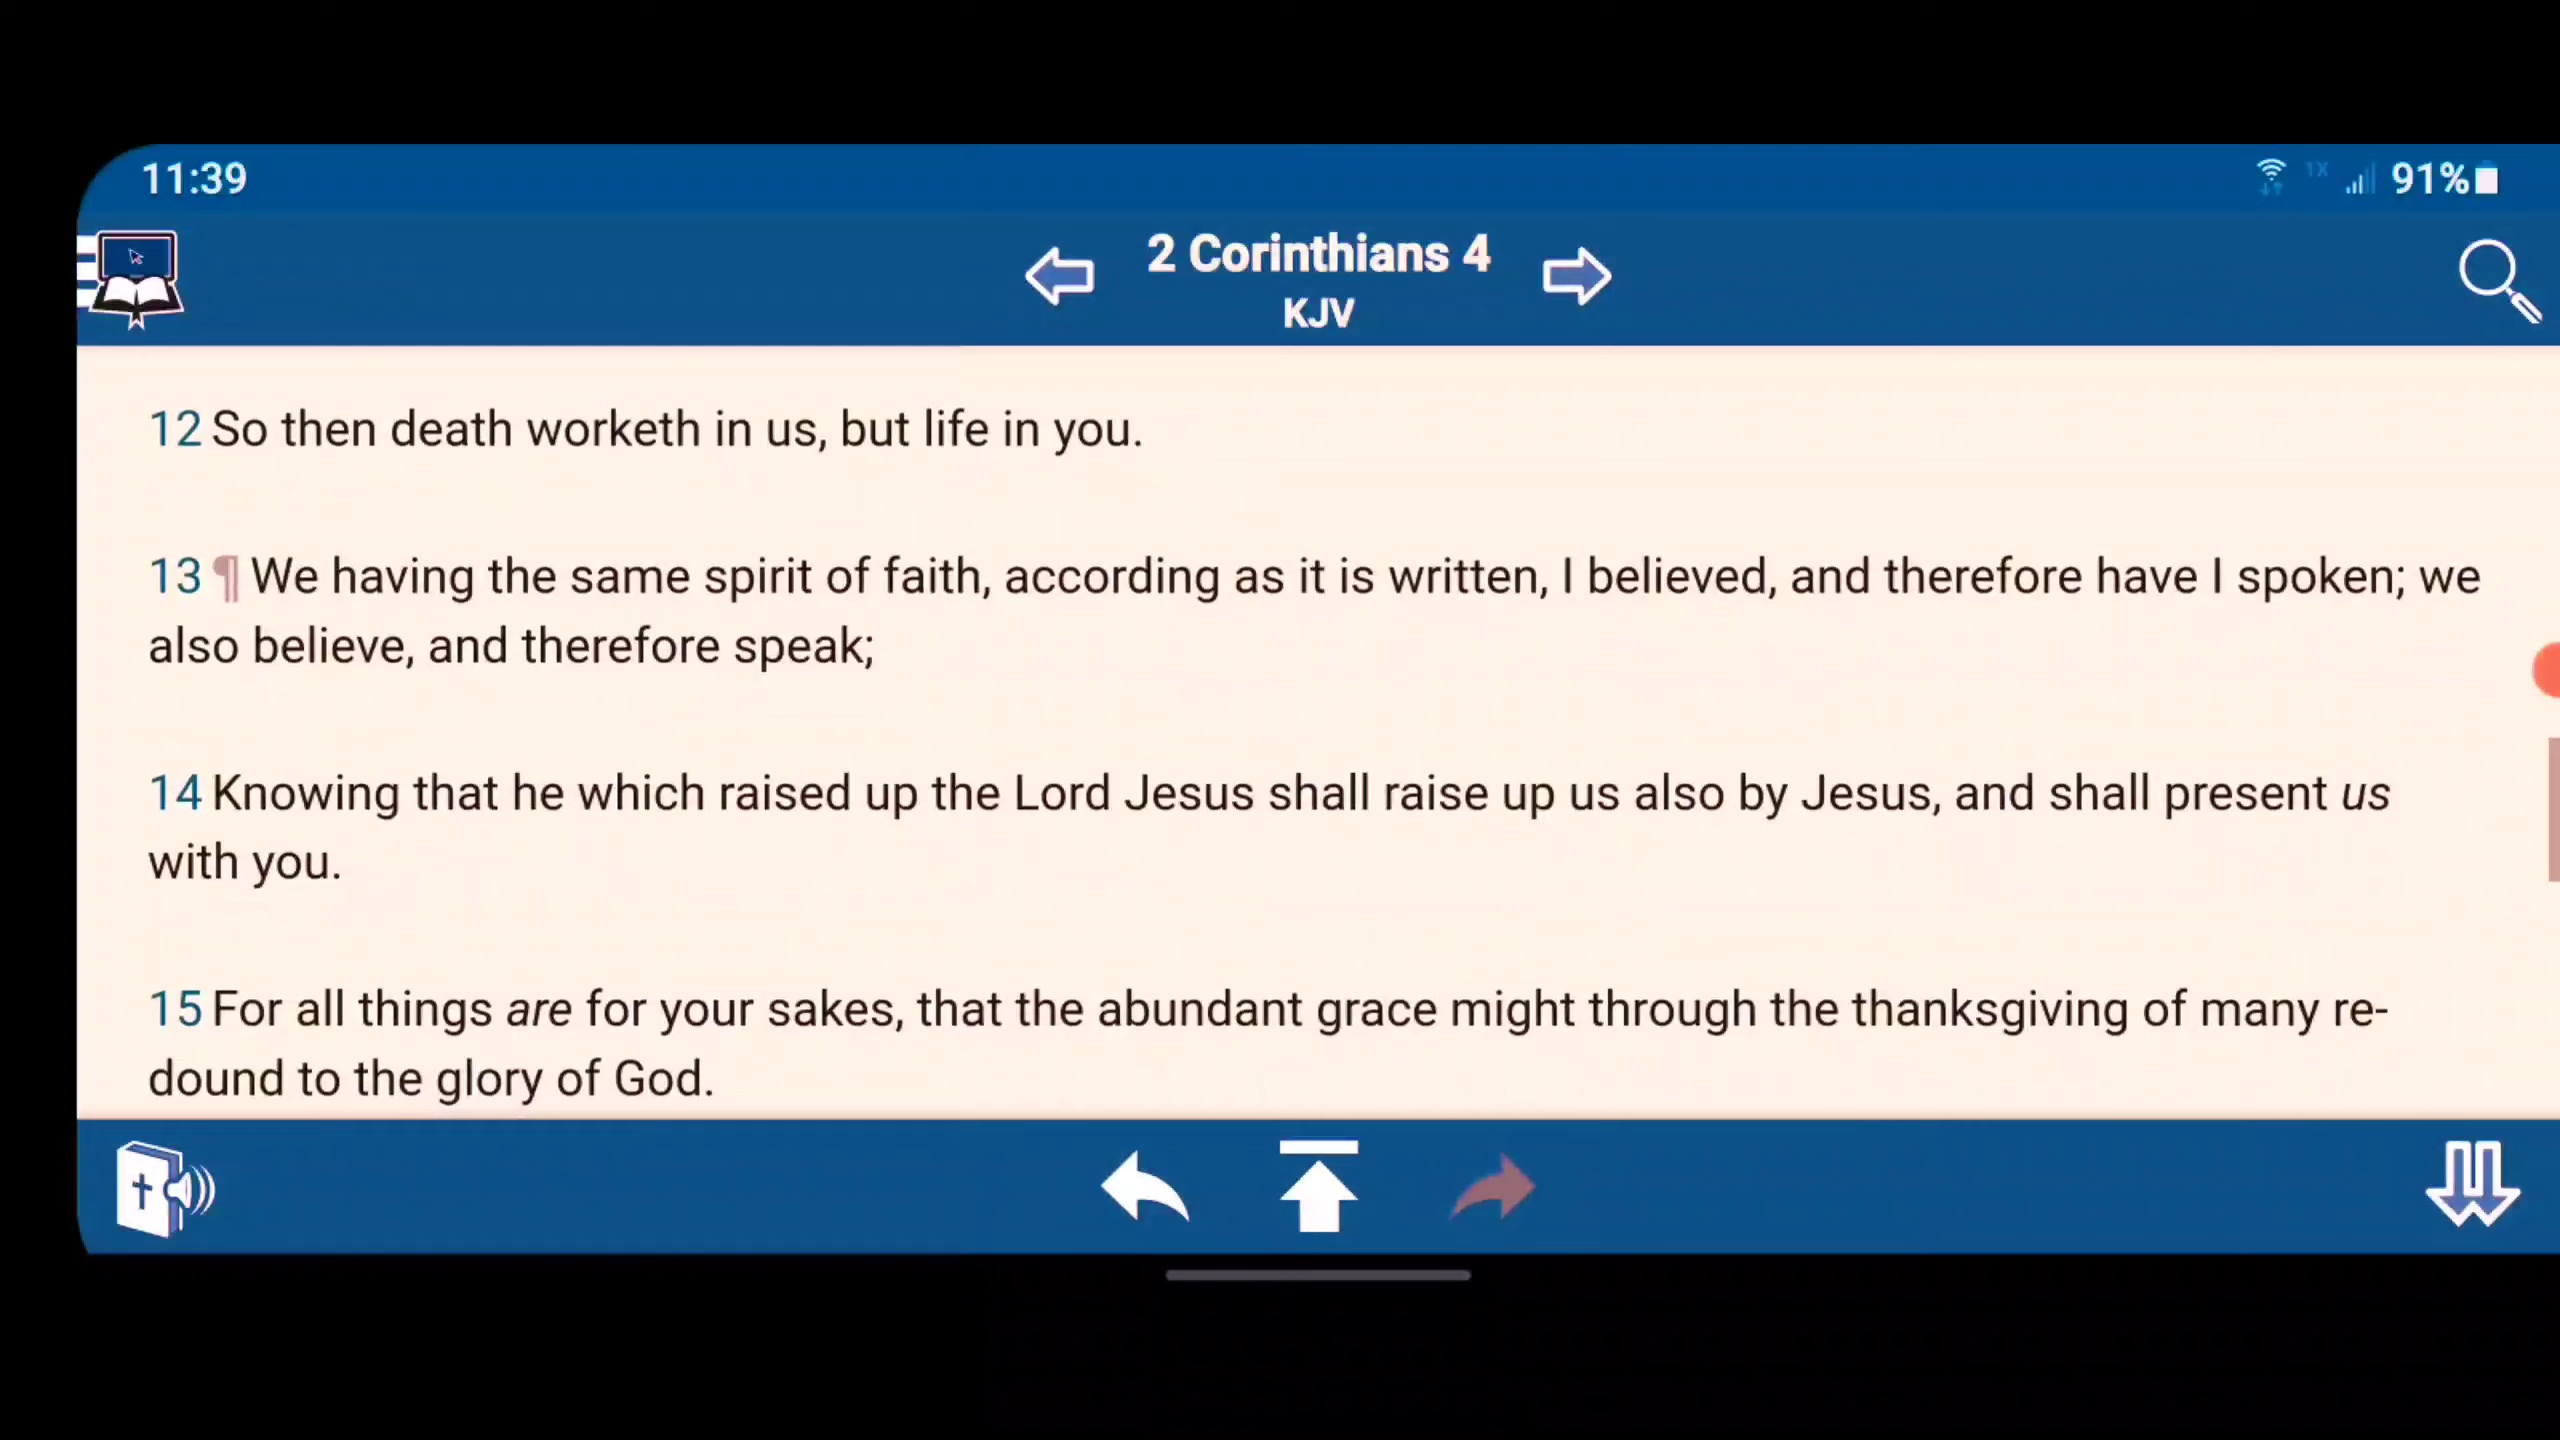 11:39
1X 91%
2 Corinthians 4
KJV
12 So then death worketh in us, but life in you.
13 ¶ We having the same spirit of faith, according as it is written, I believed, and therefore have I spoken; we
also believe, and therefore speak;
14 Knowing that he which raised up the Lord Jesus shall raise up us also by Jesus, and shall present us
with you.
15 For all things are for your sakes, that the abundant grace might through the thanksgiving of many re-
dound to the glory of God.